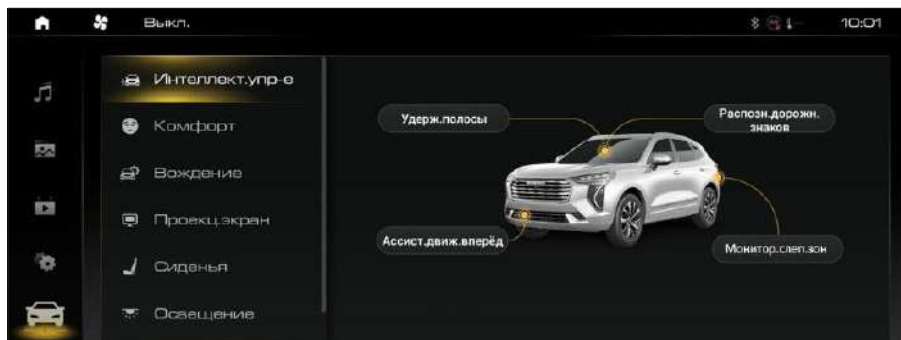 Выкл.
10:01
Интеллект.упр-е
Комфорт
Вождение
Проекц.экран
Сиденья
Освещение
Удерж.полосы
Распозн.дорожн.
знаков
Ассист.движ.вперёд
Монитор.слеп.зон